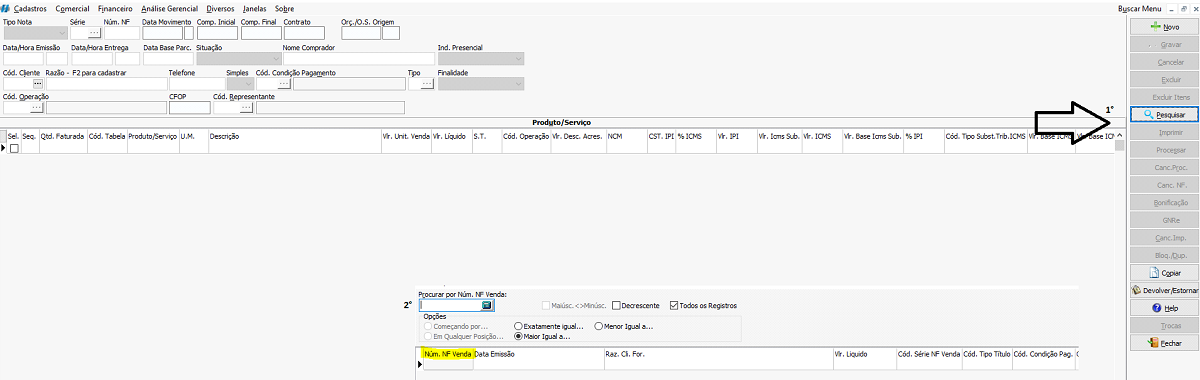 Cadastros Comercial Financeiro Análise Gerencial Diversos Janelas Sobre Buscar Menu
Tipo Nota Série Núm. NF Data Movimento Comp. Inicial Comp. Final Contrato Orç./O.S. Origem
Data/Hora Emissão Data/Hora Entrega Data Base Parc. Situação Nome Comprador Ind. Presencial
Cód. Cliente Razão - F2 para cadastrar Telefone Simples Cód. Condição Pagamento Tipo Finalidade
Cód. Operação CFOP Cód. Representante
Produto/Serviço
Sel. Seq. Qtd. Faturada Cód. Tabela Produto/Serviço U.M. Descrição Vlr. Unit. Venda Vlr. Líquido S.T. Cód. Operação Vlr. Desc. Acres. NCM CST. IPI % ICMS Vlr. IPI Vlr. Icms Sub. Vlr. ICMS Vlr. Base Icms Sub. % IPI Cód. Tipo Subst.Trib.ICMS Vlr. Base ICMS Vlr. Base ICM
1°
Novo
Gravar
Cancelar
Excluir
Excluir Itens
Pesquisar
Imprimir
Processar
Canc.Proc.
Canc. NF.
Bonificação
GNRe
Canc.Imp.
Bloq./Dup.
Copiar
Devolver/Estornar
Help
Trocas
Fechar
2°
Procurar por Núm. NF Venda:
Maiúsc.<>Minúsc. Decrescente Todos os Registros
Opções
Começando por... Exatamente igual... Menor Igual a...
Em Qualquer Posição... Maior Igual a...
Núm. NF Venda Data Emissão Raz. Cli. For. Vlr. Liquido Cód. Série NF Venda Cód. Tipo Título Cód. Condição Pag.